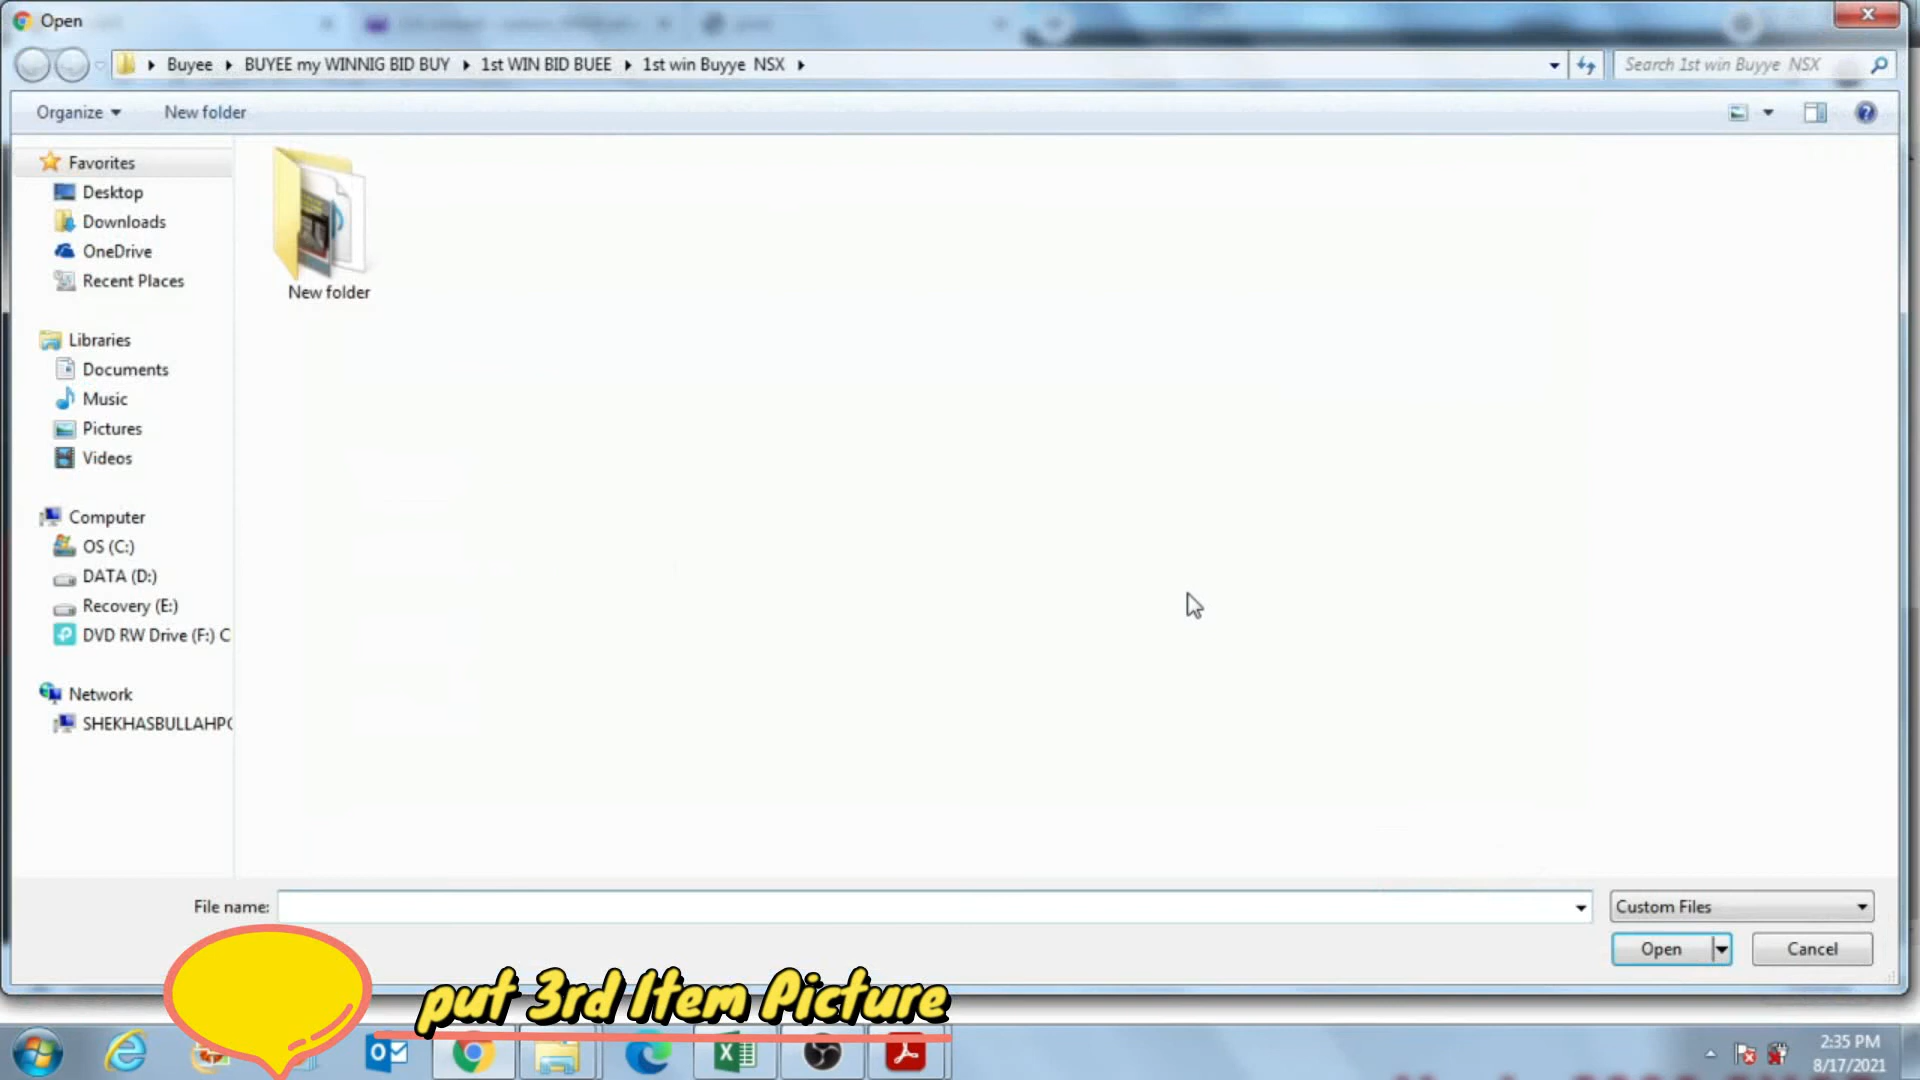 Open
Buyee
BUYEE my WINNIG BID BUY
1st WIN BID BUEE
1st win Buyye NSX
Search 1st win Buyye NSX
Organize
New folder
Favorites
Desktop
Downloads
OneDrive
Recent Places
Libraries
Documents
Music
Pictures
Videos
Computer
OS (C:)
DATA (D:)
Recovery (E:)
DVD RW Drive (F:) C
Network
SHEKHASBULLAHPC
New folder
File name:
Custom Files
Open
Cancel
put 3rd Item Picture
2:35 PM
8/17/2021